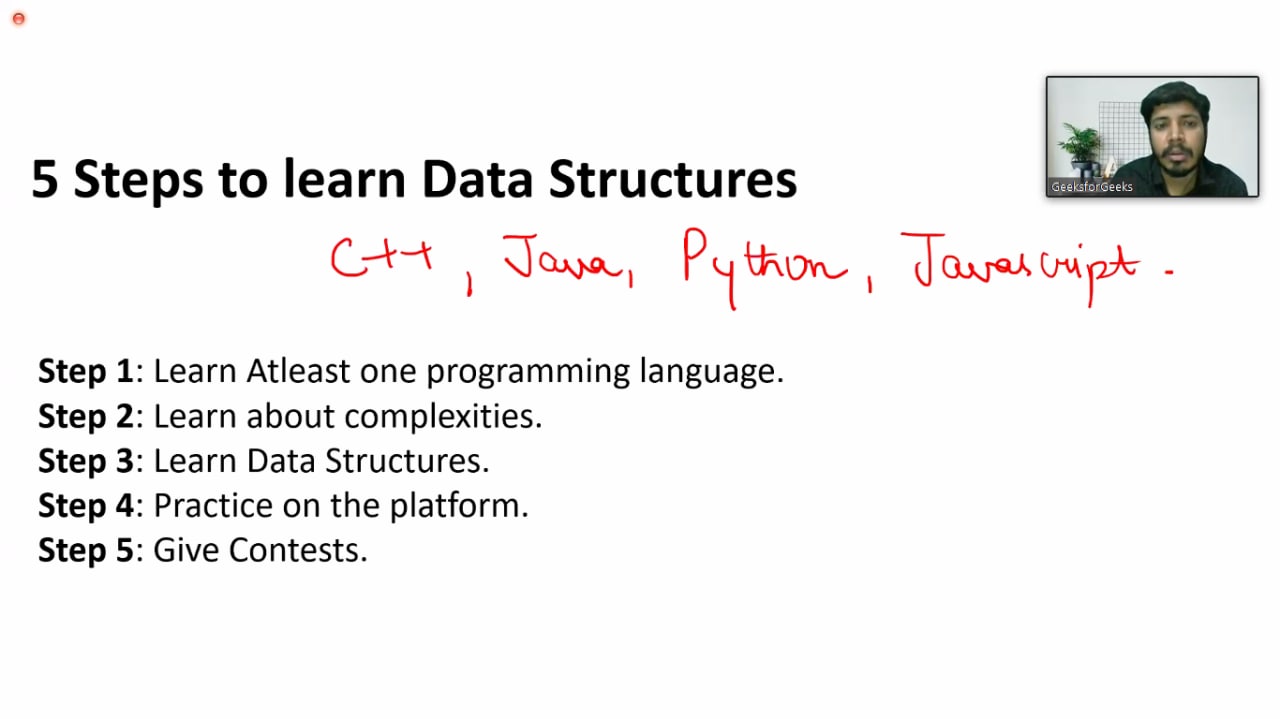 5 Steps to learn Data Structures
GeeksforGeeks
C++, Java, Python, Javascript.
Step 1: Learn Atleast one programming language.
Step 2: Learn about complexities.
Step 3: Learn Data Structures.
Step 4: Practice on the platform.
Step 5: Give Contests.